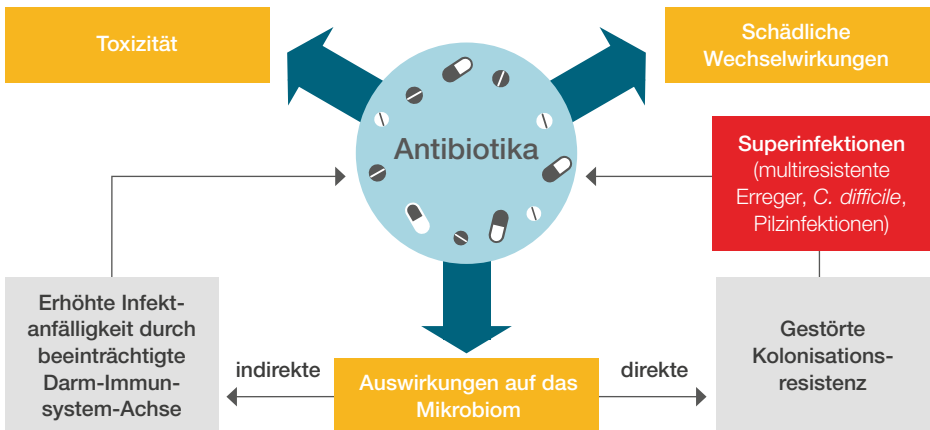 Toxizität
Schädliche
Wechselwirkungen
Antibiotika
Superinfektionen
(multiresistente
Erreger, C. difficile,
Pilzinfektionen)
Erhöhte Infekt-
anfälligkeit durch
beeinträchtigte
Darm-Immun-
system-Achse
indirekte
Auswirkungen auf das
Mikrobiom
direkte
Gestörte
Kolonisations-
resistenz